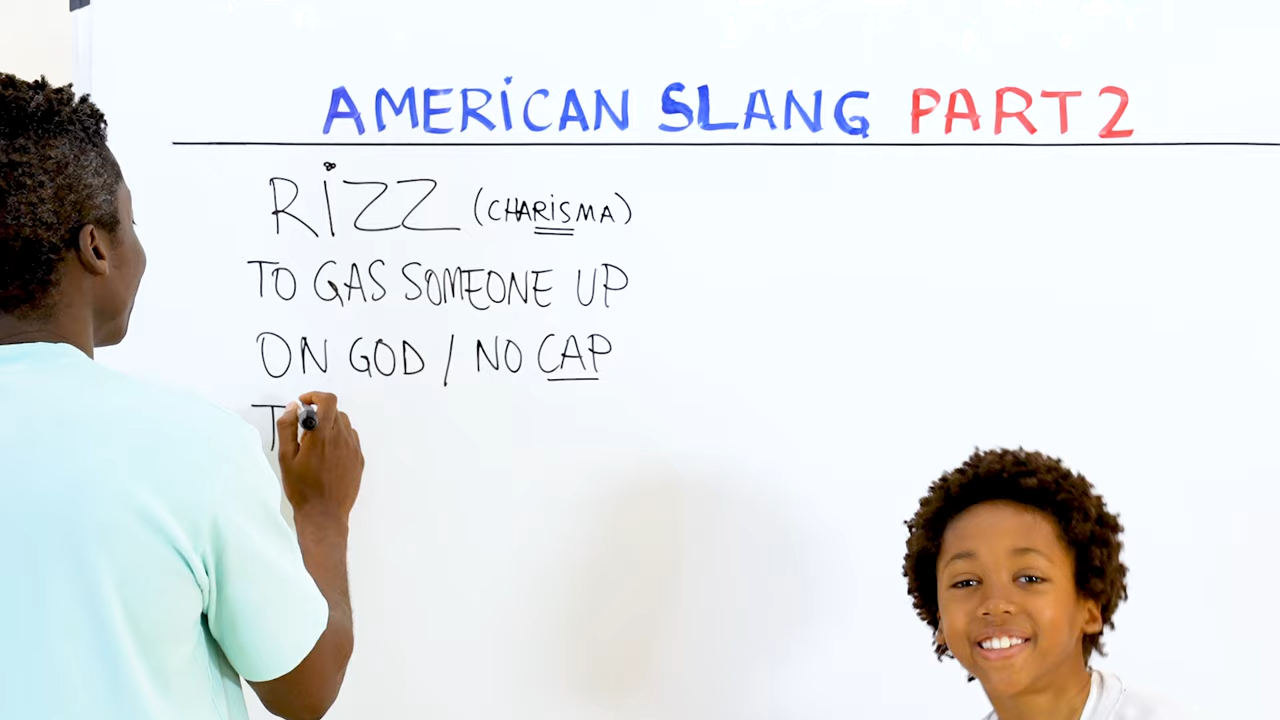 AMERICAN SLANG PART 2
RIZZ (CHARISMA)
TO GAS SOMEONE UP
ON GOD / NO CAP
T